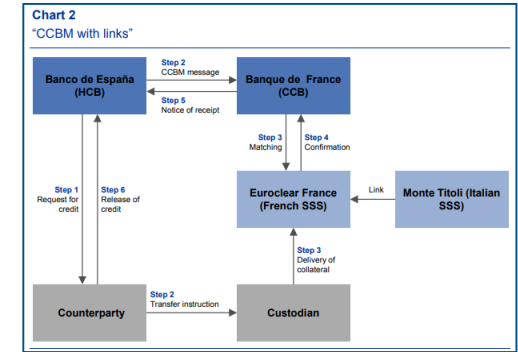 Chart 2
“CCBM with links”
Banco de España
(HCB)
Step 2
CCBM message
Step 5
Notice of receipt
Banque de France
(CCB)
Step 3
Matching
Step 4
Confirmation
Step 1
Request for
credit
Step 6
Release of
credit
Euroclear France
(French SSS)
Link
Monte Titoli (Italian
SSS)
Step 3
Delivery of
collateral
Counterparty
Step 2
Transfer instruction
Custodian